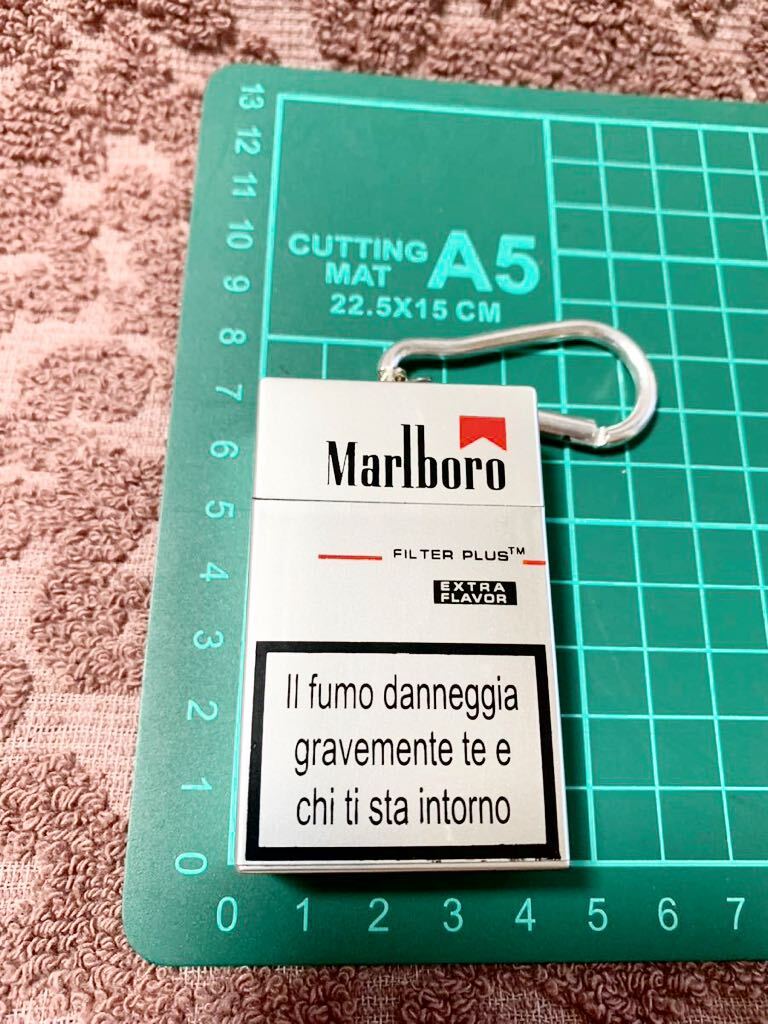 13
12
11
10
9
8
7
6
5
4
3
2
1
0
CUTTING
MAT
A5
22.5X15 CM
Marlboro
FILTER PLUS™
EXTRA
FLAVOR
Il fumo danneggia
gravemente te e
chi ti sta intorno
0 1 2 3 4 5 6 7